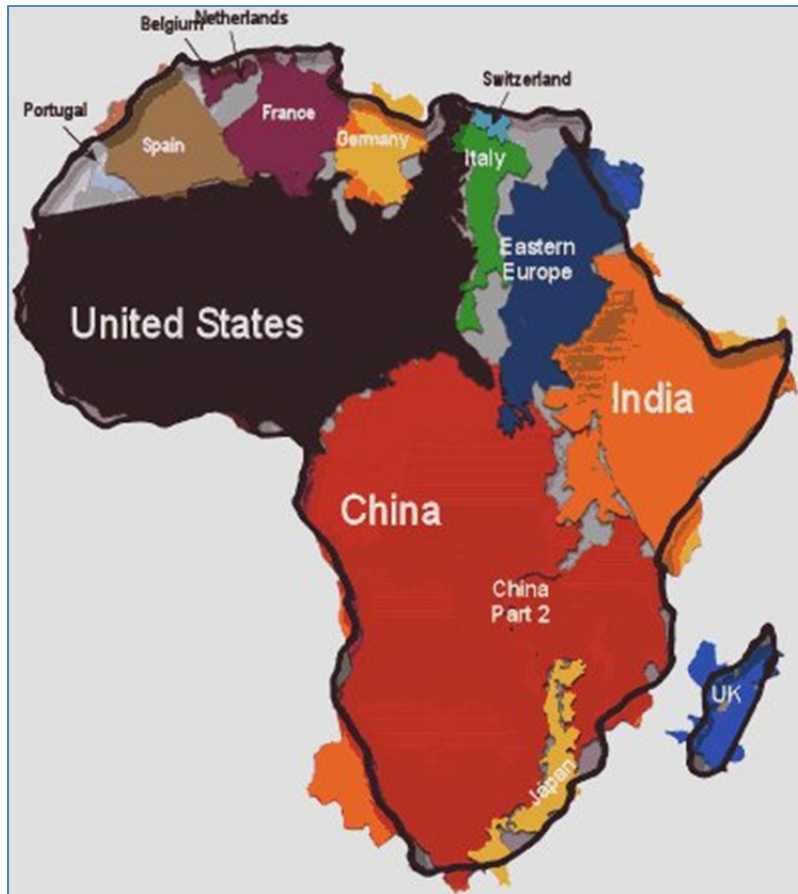 Netherlands
Belgium
Switzerland
Portugal
France
Spain
Germany
Italy
Eastern
Europe
United States
India
China
China
Part 2
UK
Japan